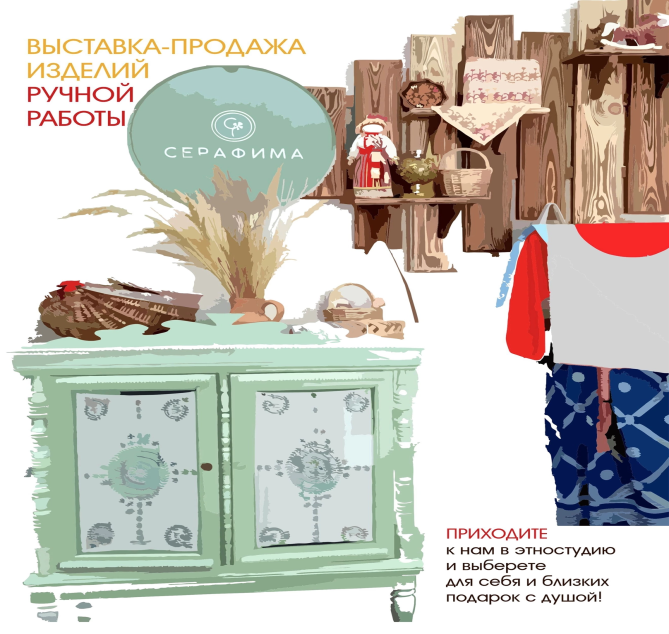 ВЫСТАВКА-ПРОДАЖА
ИЗДЕЛИЙ
РУЧНОЙ
РАБОТЫ
СЕРАФИМА
ПРИХОДИТЕ
к нам в этностудию
и выберете
для себя и близких
подарок с душой!